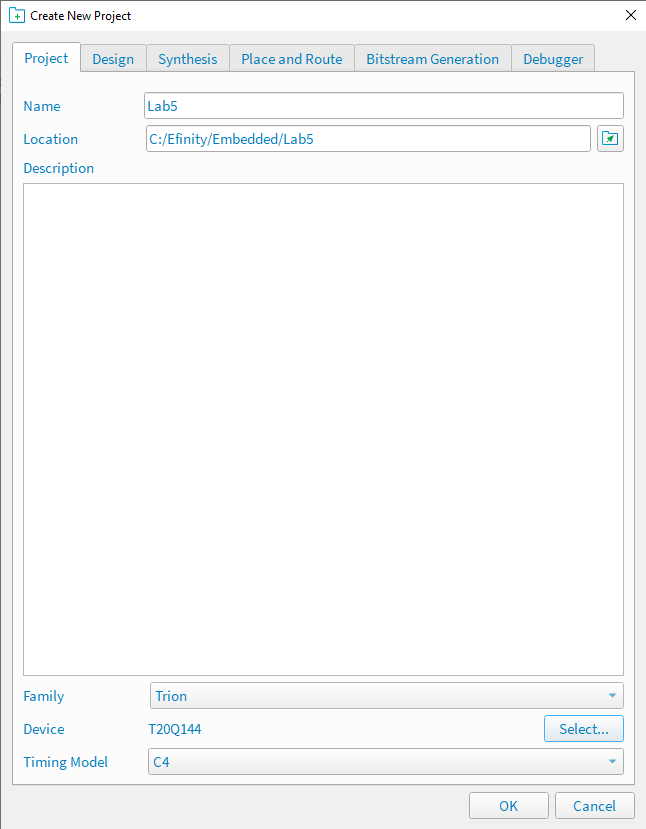 Create New Project
Project Design Synthesis Place and Route Bitstream Generation Debugger
Name Lab5
Location C:/Efinity/Embedded/Lab5
Description
Family Trion
Device T20Q144 Select...
Timing Model C4
OK Cancel